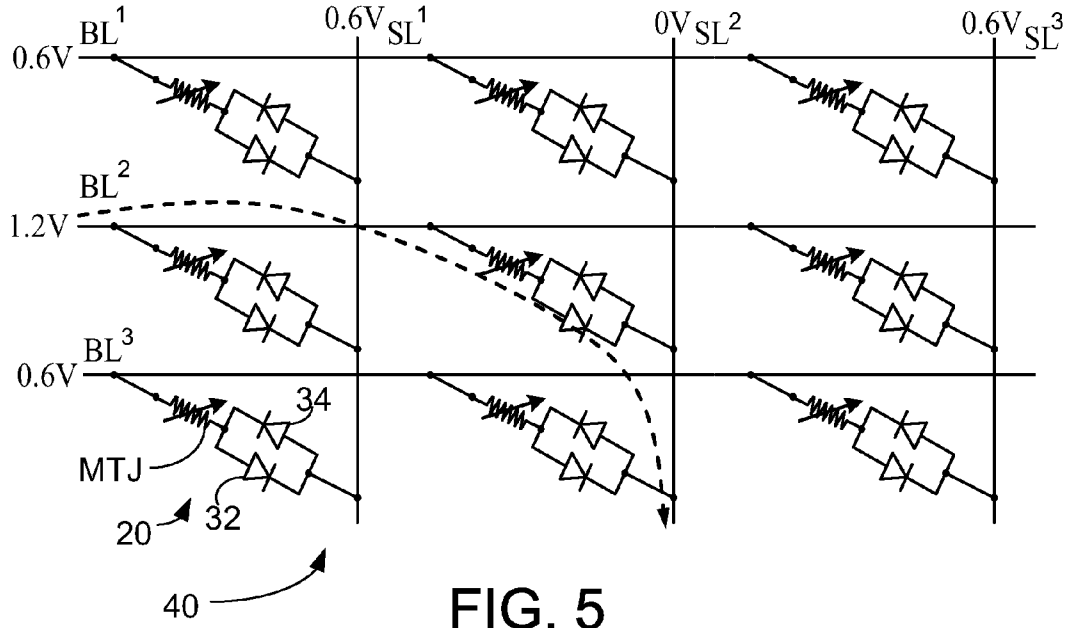 0.6V SL¹ 0V SL² 0.6V SL³
BL¹
0.6V
BL²
1.2V
BL³
0.6V
34
MTJ
20
32
40
FIG. 5